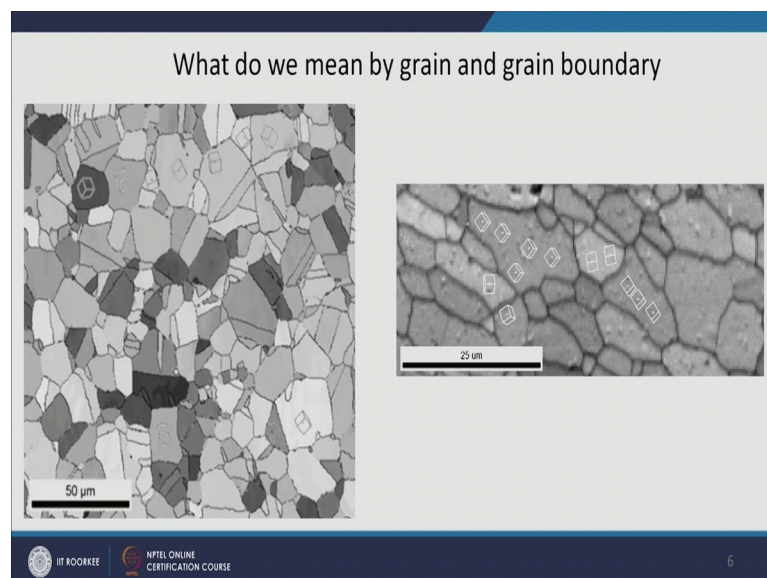 What do we mean by grain and grain boundary
50 µm
25 um
IIT ROORKEE
NPTEL ONLINE
CERTIFICATION COURSE
6